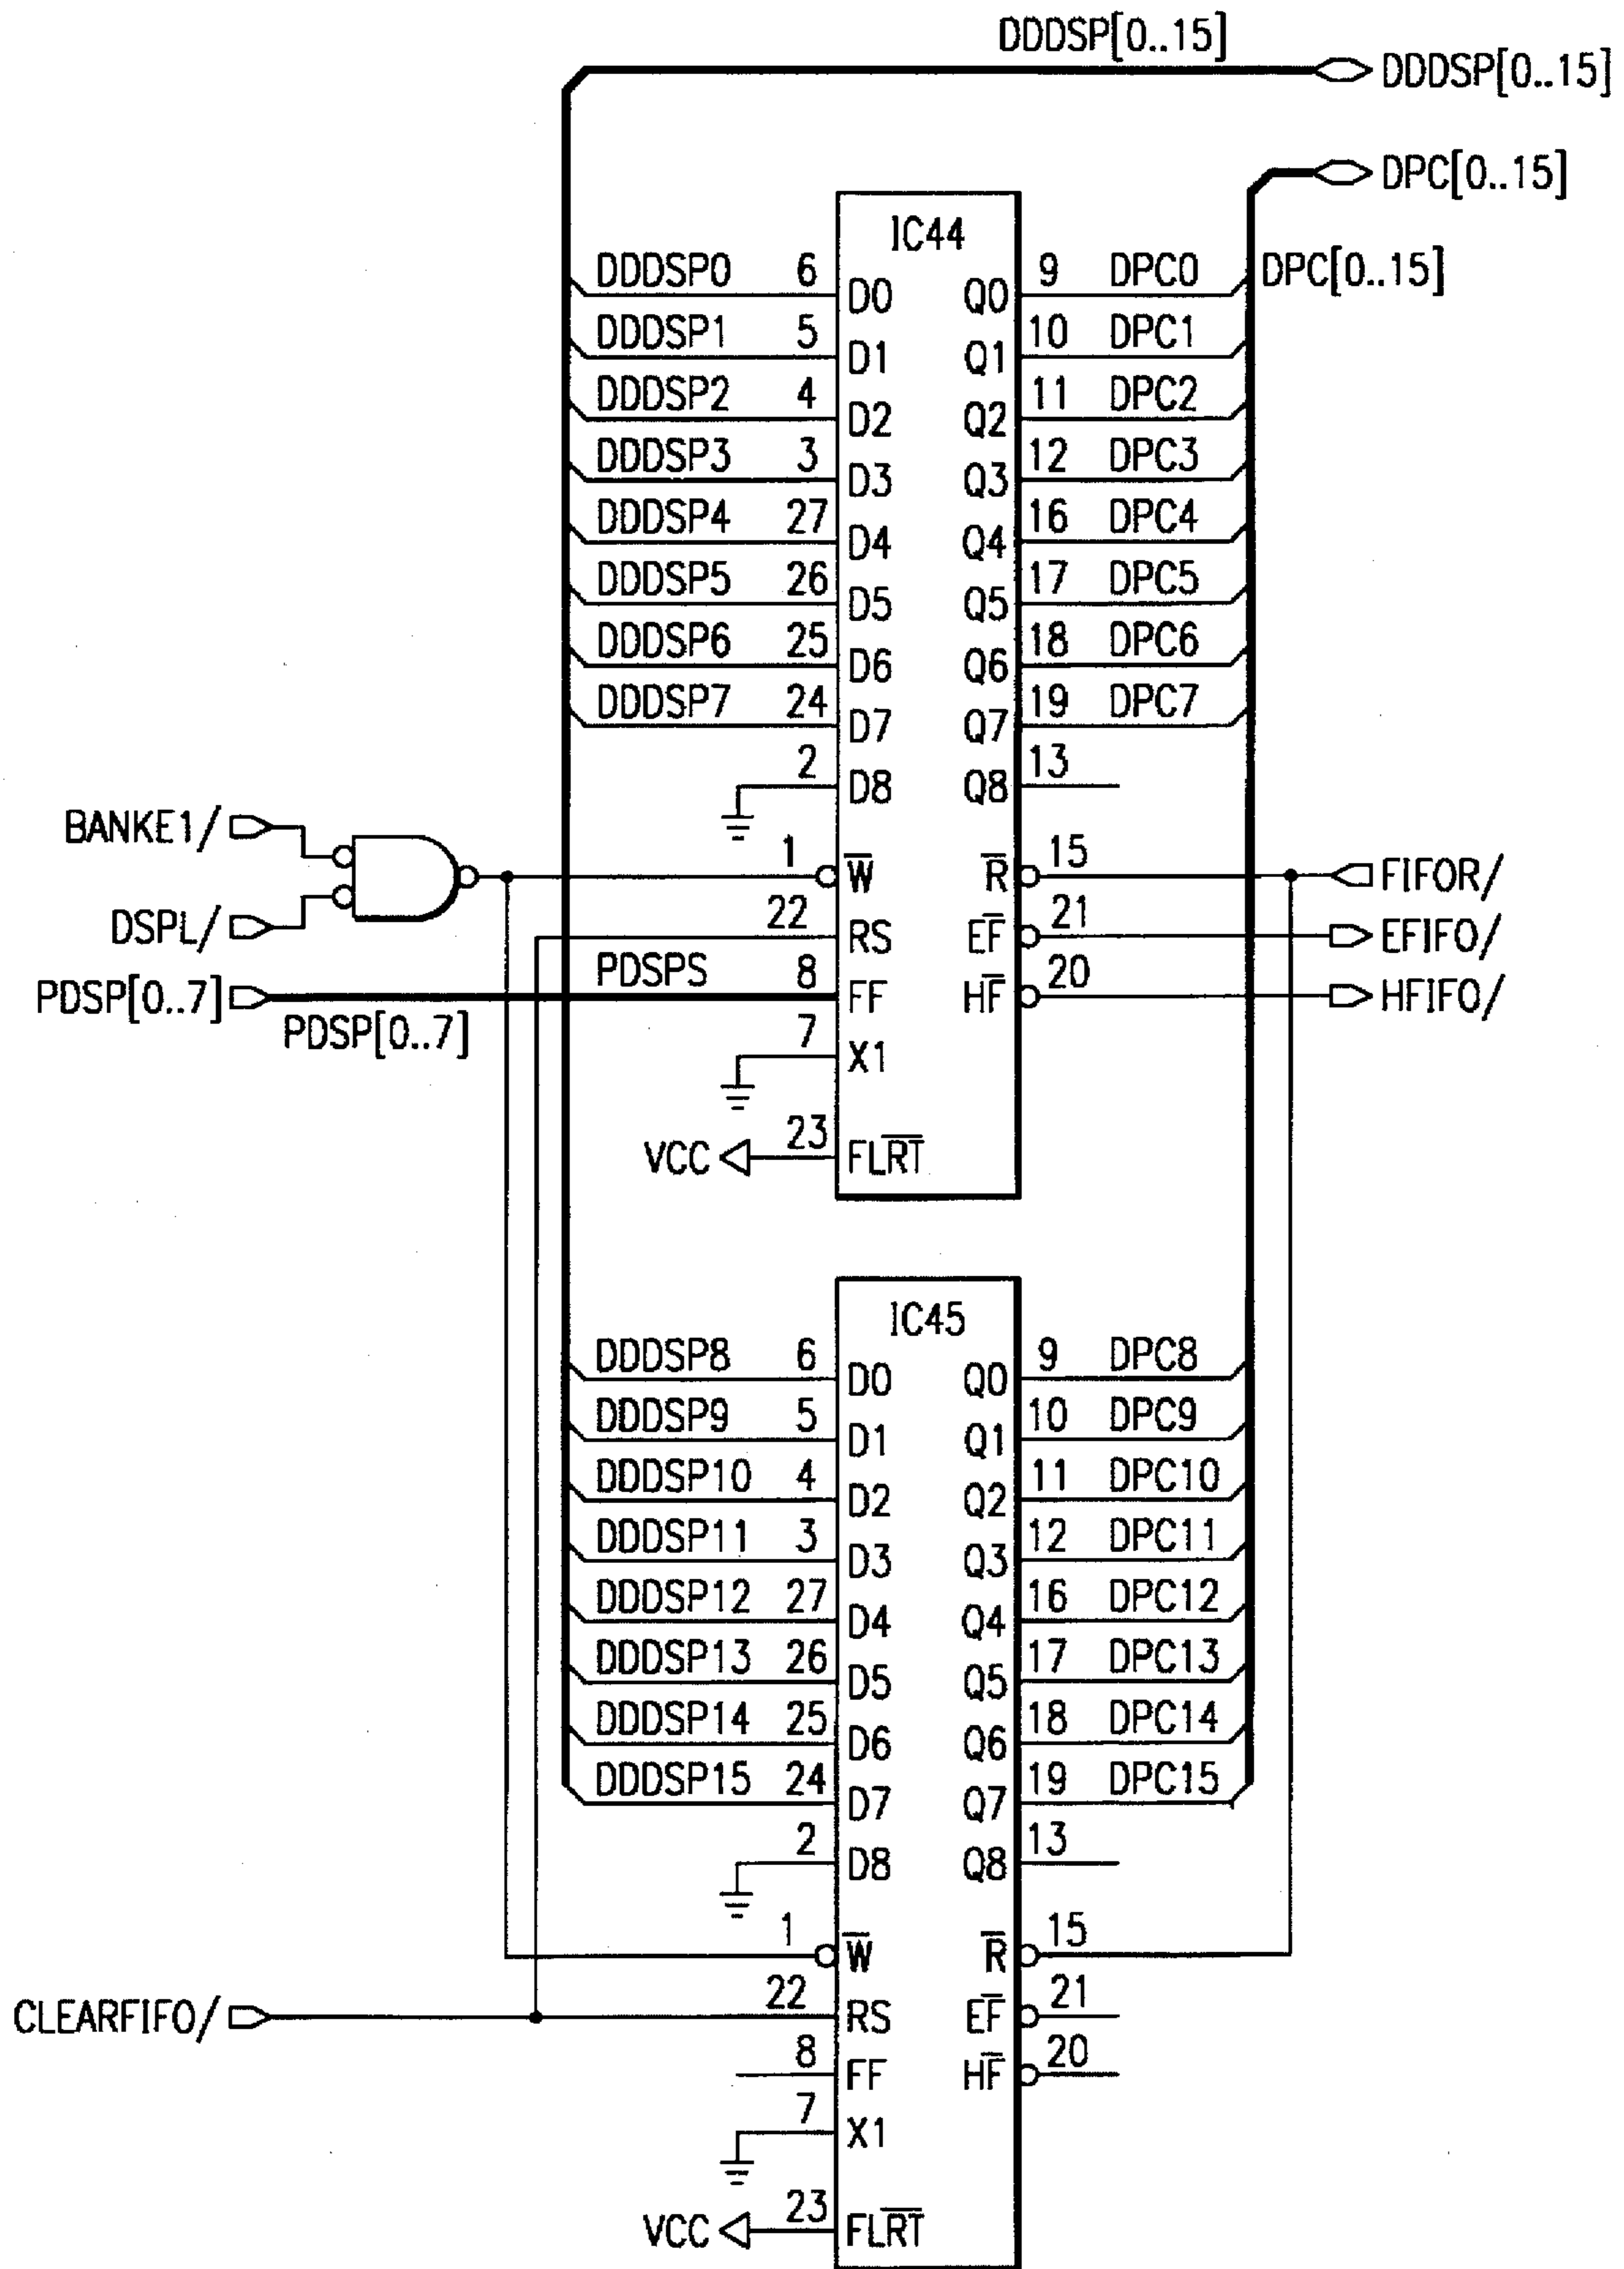 DDDSP[0..15]
DDDSP[0..15]
DPC[0..15]
IC44
DDDSP0 6 D0 Q0 9 DPC0 DPC[0..15]
DDDSP1 5 D1 Q1 10 DPC1
DDDSP2 4 D2 Q2 11 DPC2
DDDSP3 3 D3 Q3 12 DPC3
DDDSP4 27 D4 Q4 16 DPC4
DDDSP5 26 D5 Q5 17 DPC5
DDDSP6 25 D6 Q6 18 DPC6
DDDSP7 24 D7 Q7 19 DPC7
2 D8 Q8 13
BANKE1/
1 W̅ R̅ 15 FIFOR/
DSPL/ 22 RS EF̅ 21 EFIFO/
PDSP[0..7] PDSPS 8 FF HF̅ 20 HFIFO/
PDSP[0..7]
7 X1
VCC 23 FLR̅T̅
IC45
DDDSP8 6 D0 Q0 9 DPC8
DDDSP9 5 D1 Q1 10 DPC9
DDDSP10 4 D2 Q2 11 DPC10
DDDSP11 3 D3 Q3 12 DPC11
DDDSP12 27 D4 Q4 16 DPC12
DDDSP13 26 D5 Q5 17 DPC13
DDDSP14 25 D6 Q6 18 DPC14
DDDSP15 24 D7 Q7 19 DPC15
2 D8 Q8 13
1 W̅ R̅ 15
CLEARFIFO/ 22 RS EF̅ 21
8 FF HF̅ 20
7 X1
VCC 23 FLR̅T̅